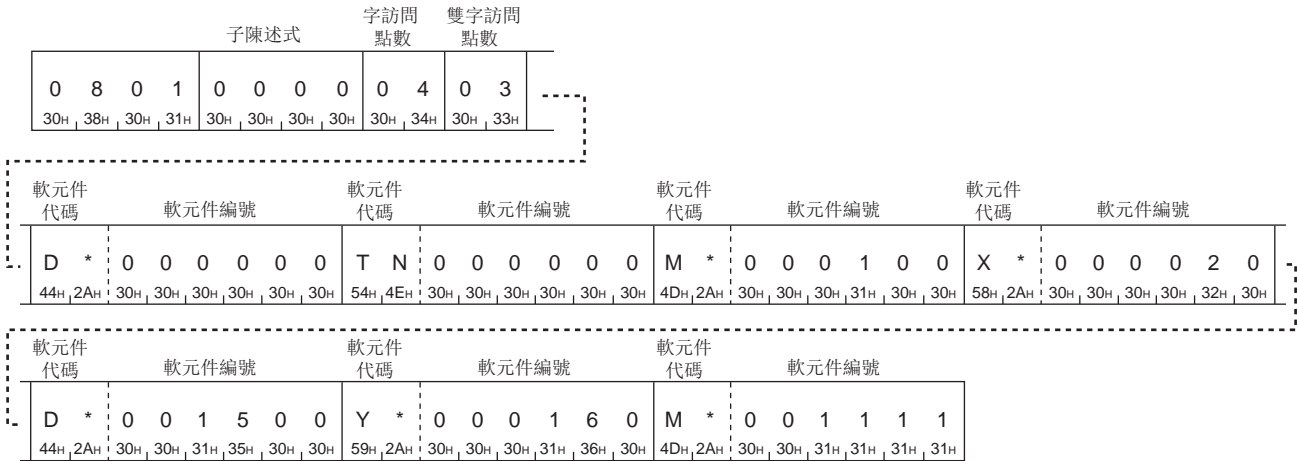 子陳述式 字訪問 點數 雙字訪問 點數
0 8 0 1 0 0 0 0 0 4 0 3
30H 38H 30H 31H 30H 30H 30H 30H 30H 34H 30H 33H
軟元件 代碼 軟元件編號 軟元件 代碼 軟元件編號 軟元件 代碼 軟元件編號 軟元件 代碼 軟元件編號
D * 0 0 0 0 0 0 T N 0 0 0 0 0 0 M * 0 0 0 1 0 0 X * 0 0 0 0 2 0
44H 2AH 30H 30H 30H 30H 30H 30H 54H 4EH 30H 30H 30H 30H 30H 30H 4DH 2AH 30H 30H 30H 31H 30H 30H 58H 2AH 30H 30H 30H 30H 32H 30H
軟元件 代碼 軟元件編號 軟元件 代碼 軟元件編號 軟元件 代碼 軟元件編號
D * 0 0 1 5 0 0 Y * 0 0 0 1 6 0 M * 0 0 1 1 1 1
44H 2AH 30H 30H 31H 35H 30H 30H 59H 2AH 30H 30H 30H 31H 36H 30H 4DH 2AH 30H 30H 31H 31H 31H 31H